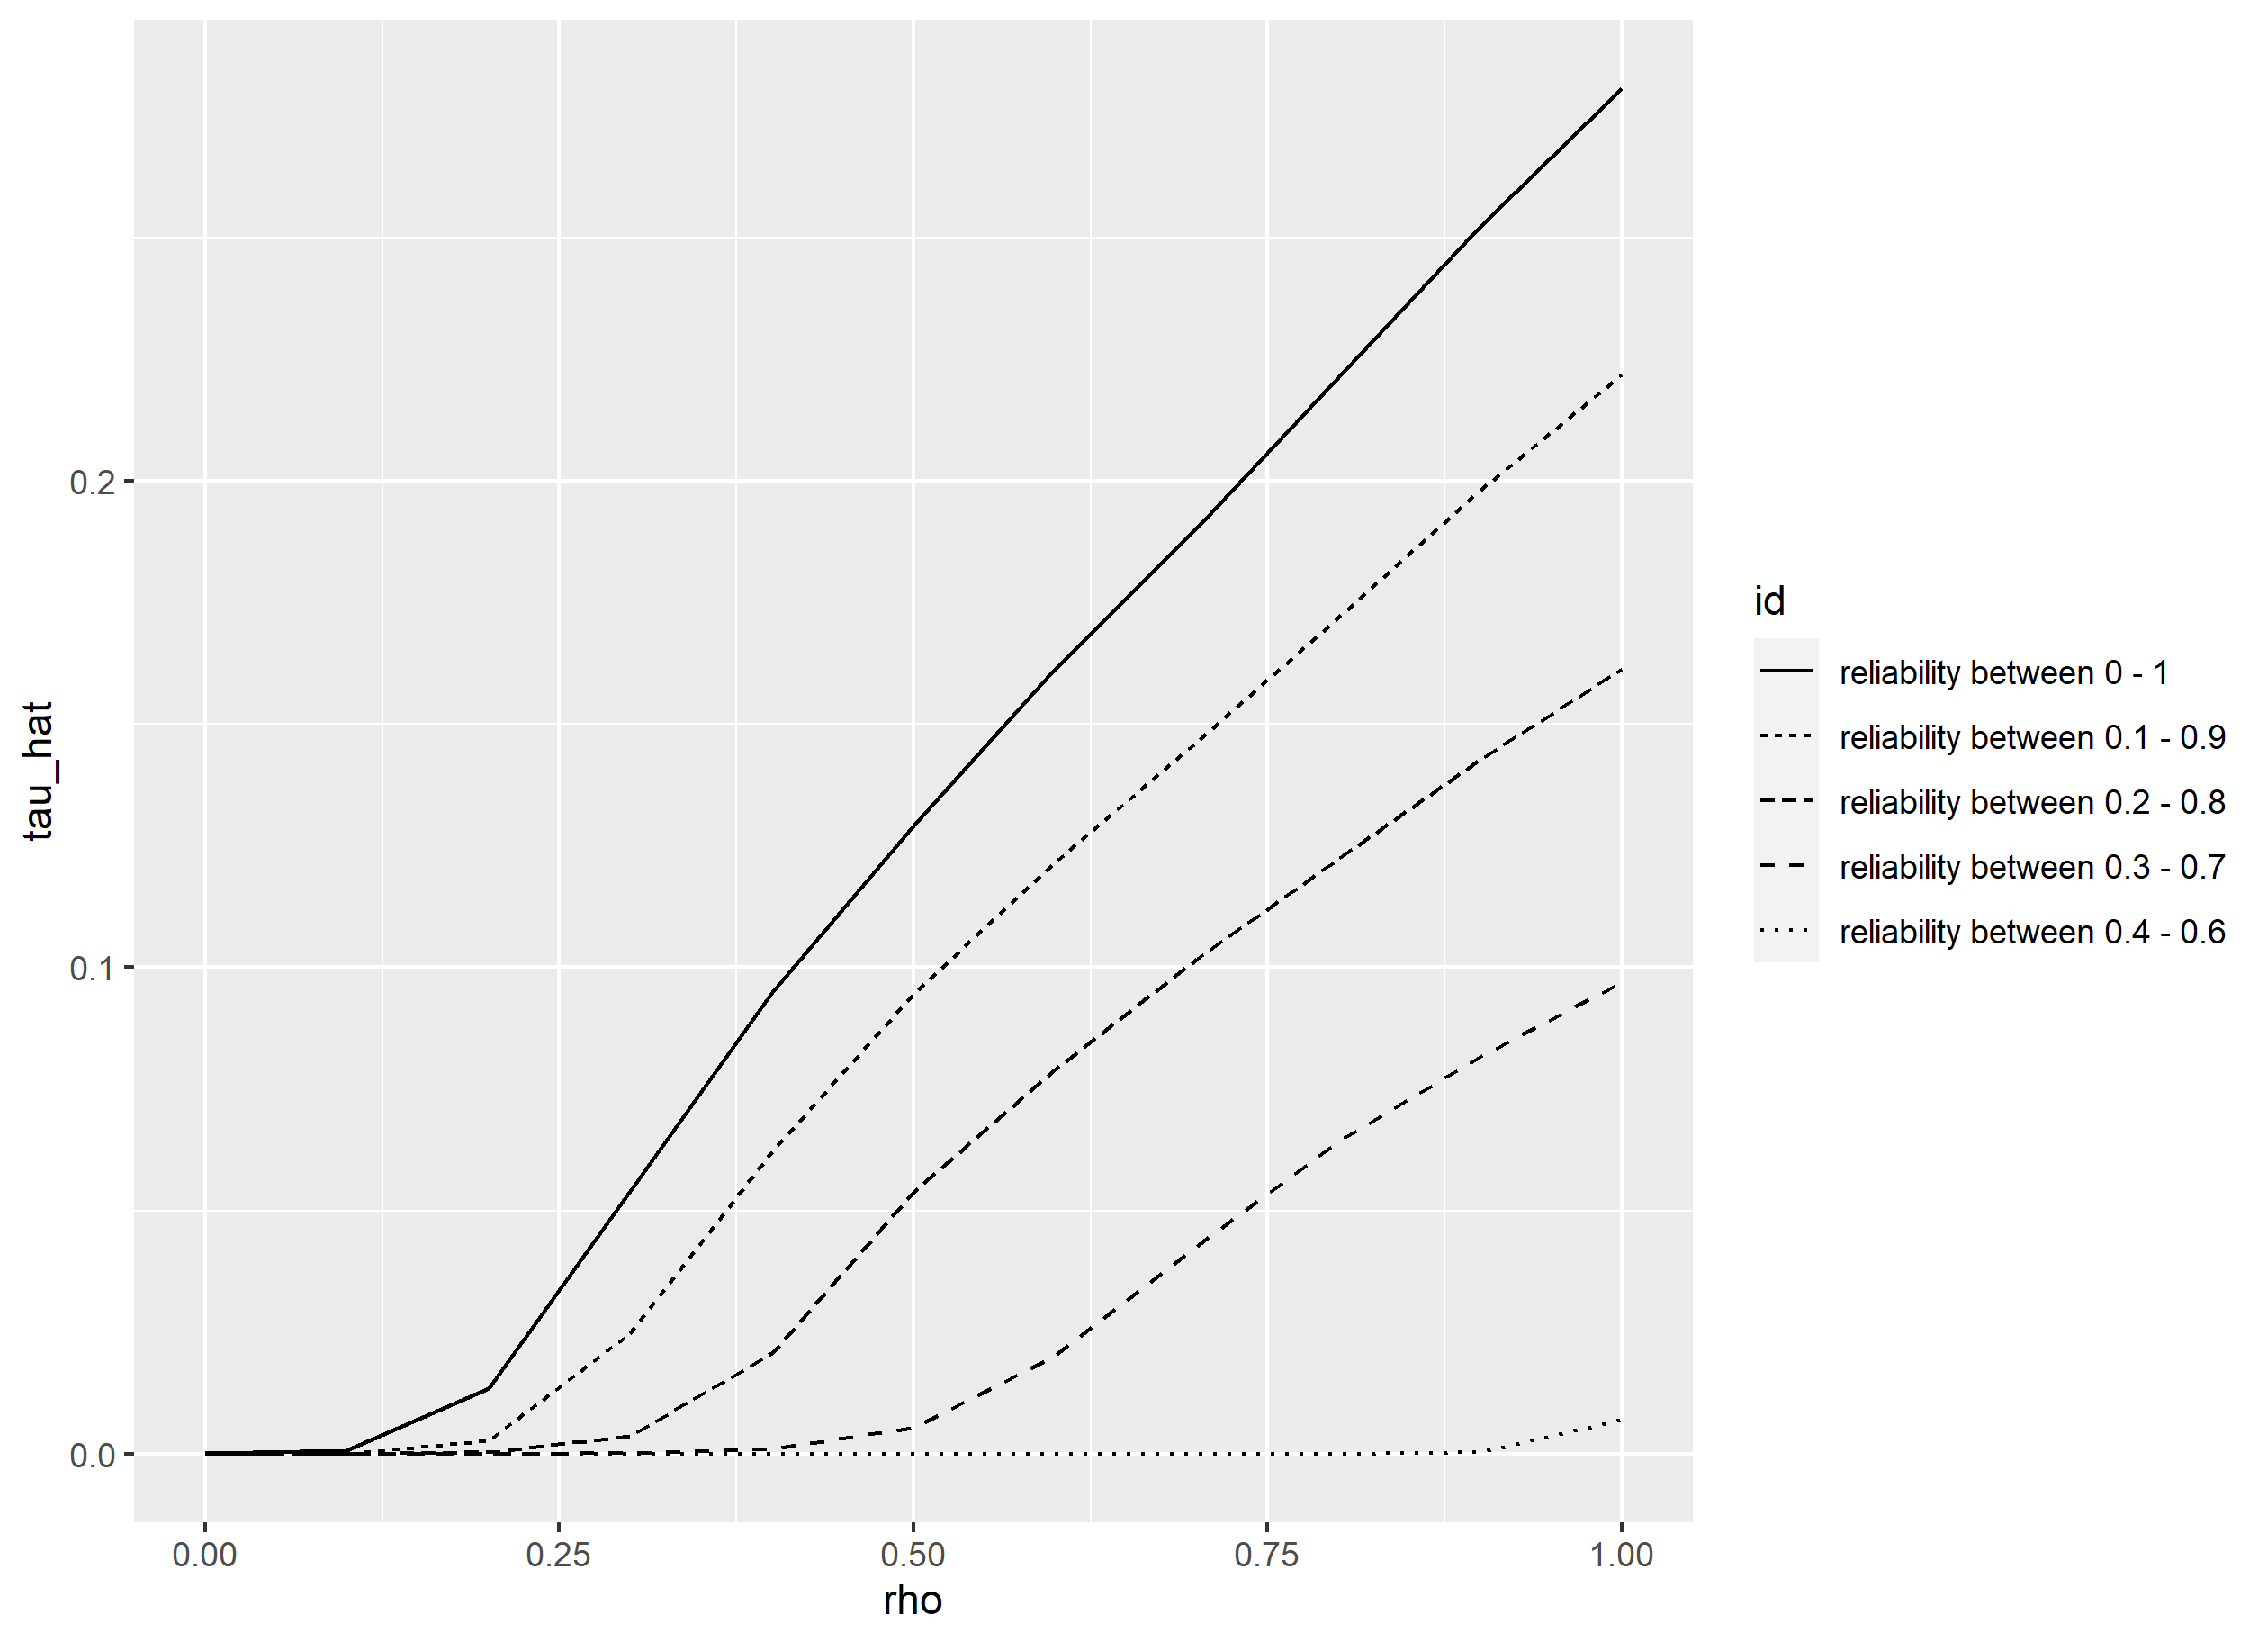 tau_hat
0.2
0.1
0.0
0.00 0.25 0.50 0.75 1.00
rho
id
reliability between 0 - 1
reliability between 0.1 - 0.9
reliability between 0.2 - 0.8
reliability between 0.3 - 0.7
reliability between 0.4 - 0.6